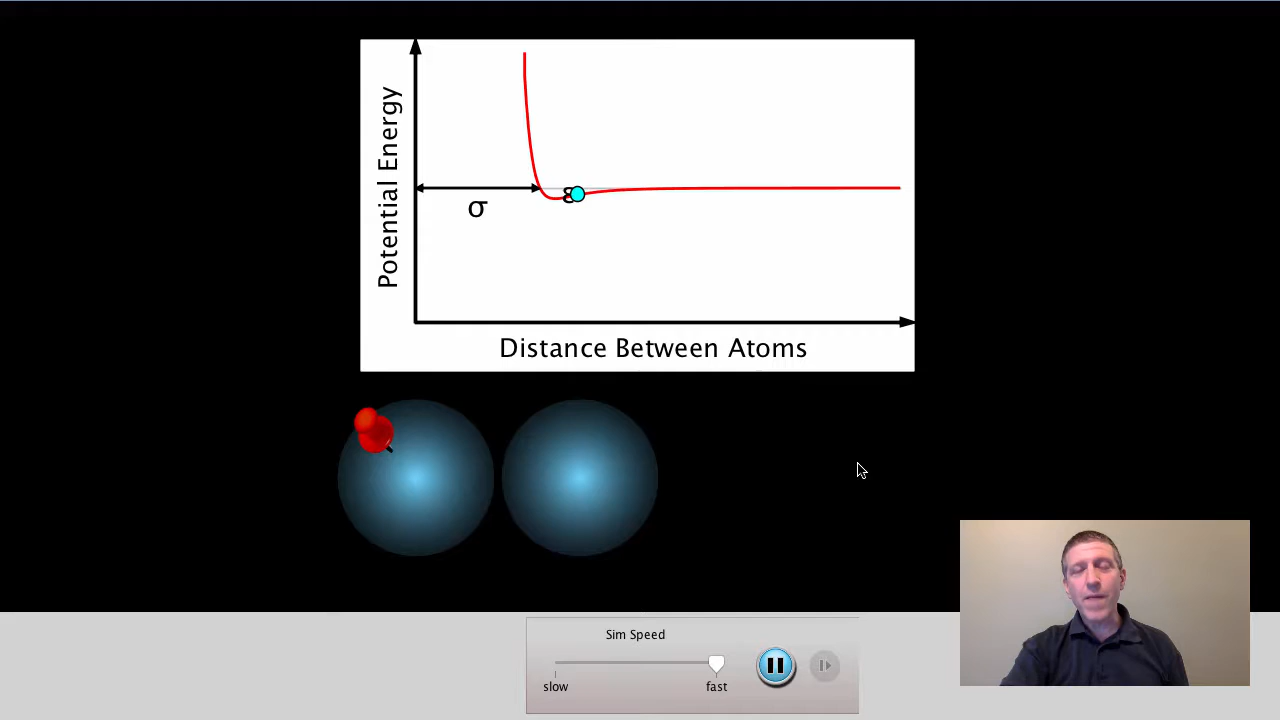 Potential Energy
σ
ε
Distance Between Atoms
Sim Speed
slow
fast